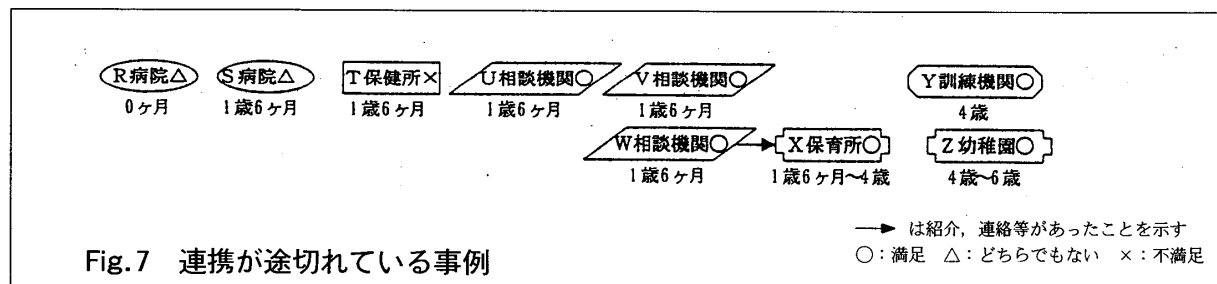 R病院△ S病院△ T保健所× U相談機関○ V相談機関○ Y訓練機関○
0ヶ月 1歳6ヶ月 1歳6ヶ月 1歳6ヶ月 1歳6ヶ月 4歳
W相談機関○ X保育所○ Z幼稚園○
1歳6ヶ月 1歳6ヶ月~4歳 4歳~6歳
→ は紹介，連絡等があったことを示す
○：満足 △：どちらでもない ×：不満足
Fig.7 連携が途切れている事例